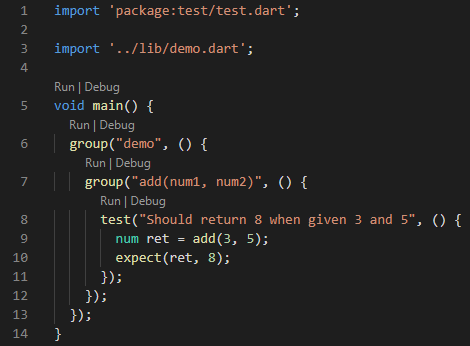 1 import 'package:test/test.dart';
2
3 import '../lib/demo.dart';
4
Run | Debug
5 void main() {
Run | Debug
6 group("demo", () {
Run | Debug
7 group("add(num1, num2)", () {
Run | Debug
8 test("Should return 8 when given 3 and 5", () {
9 num ret = add(3, 5);
10 expect(ret, 8);
11 });
12 });
13 });
14 }